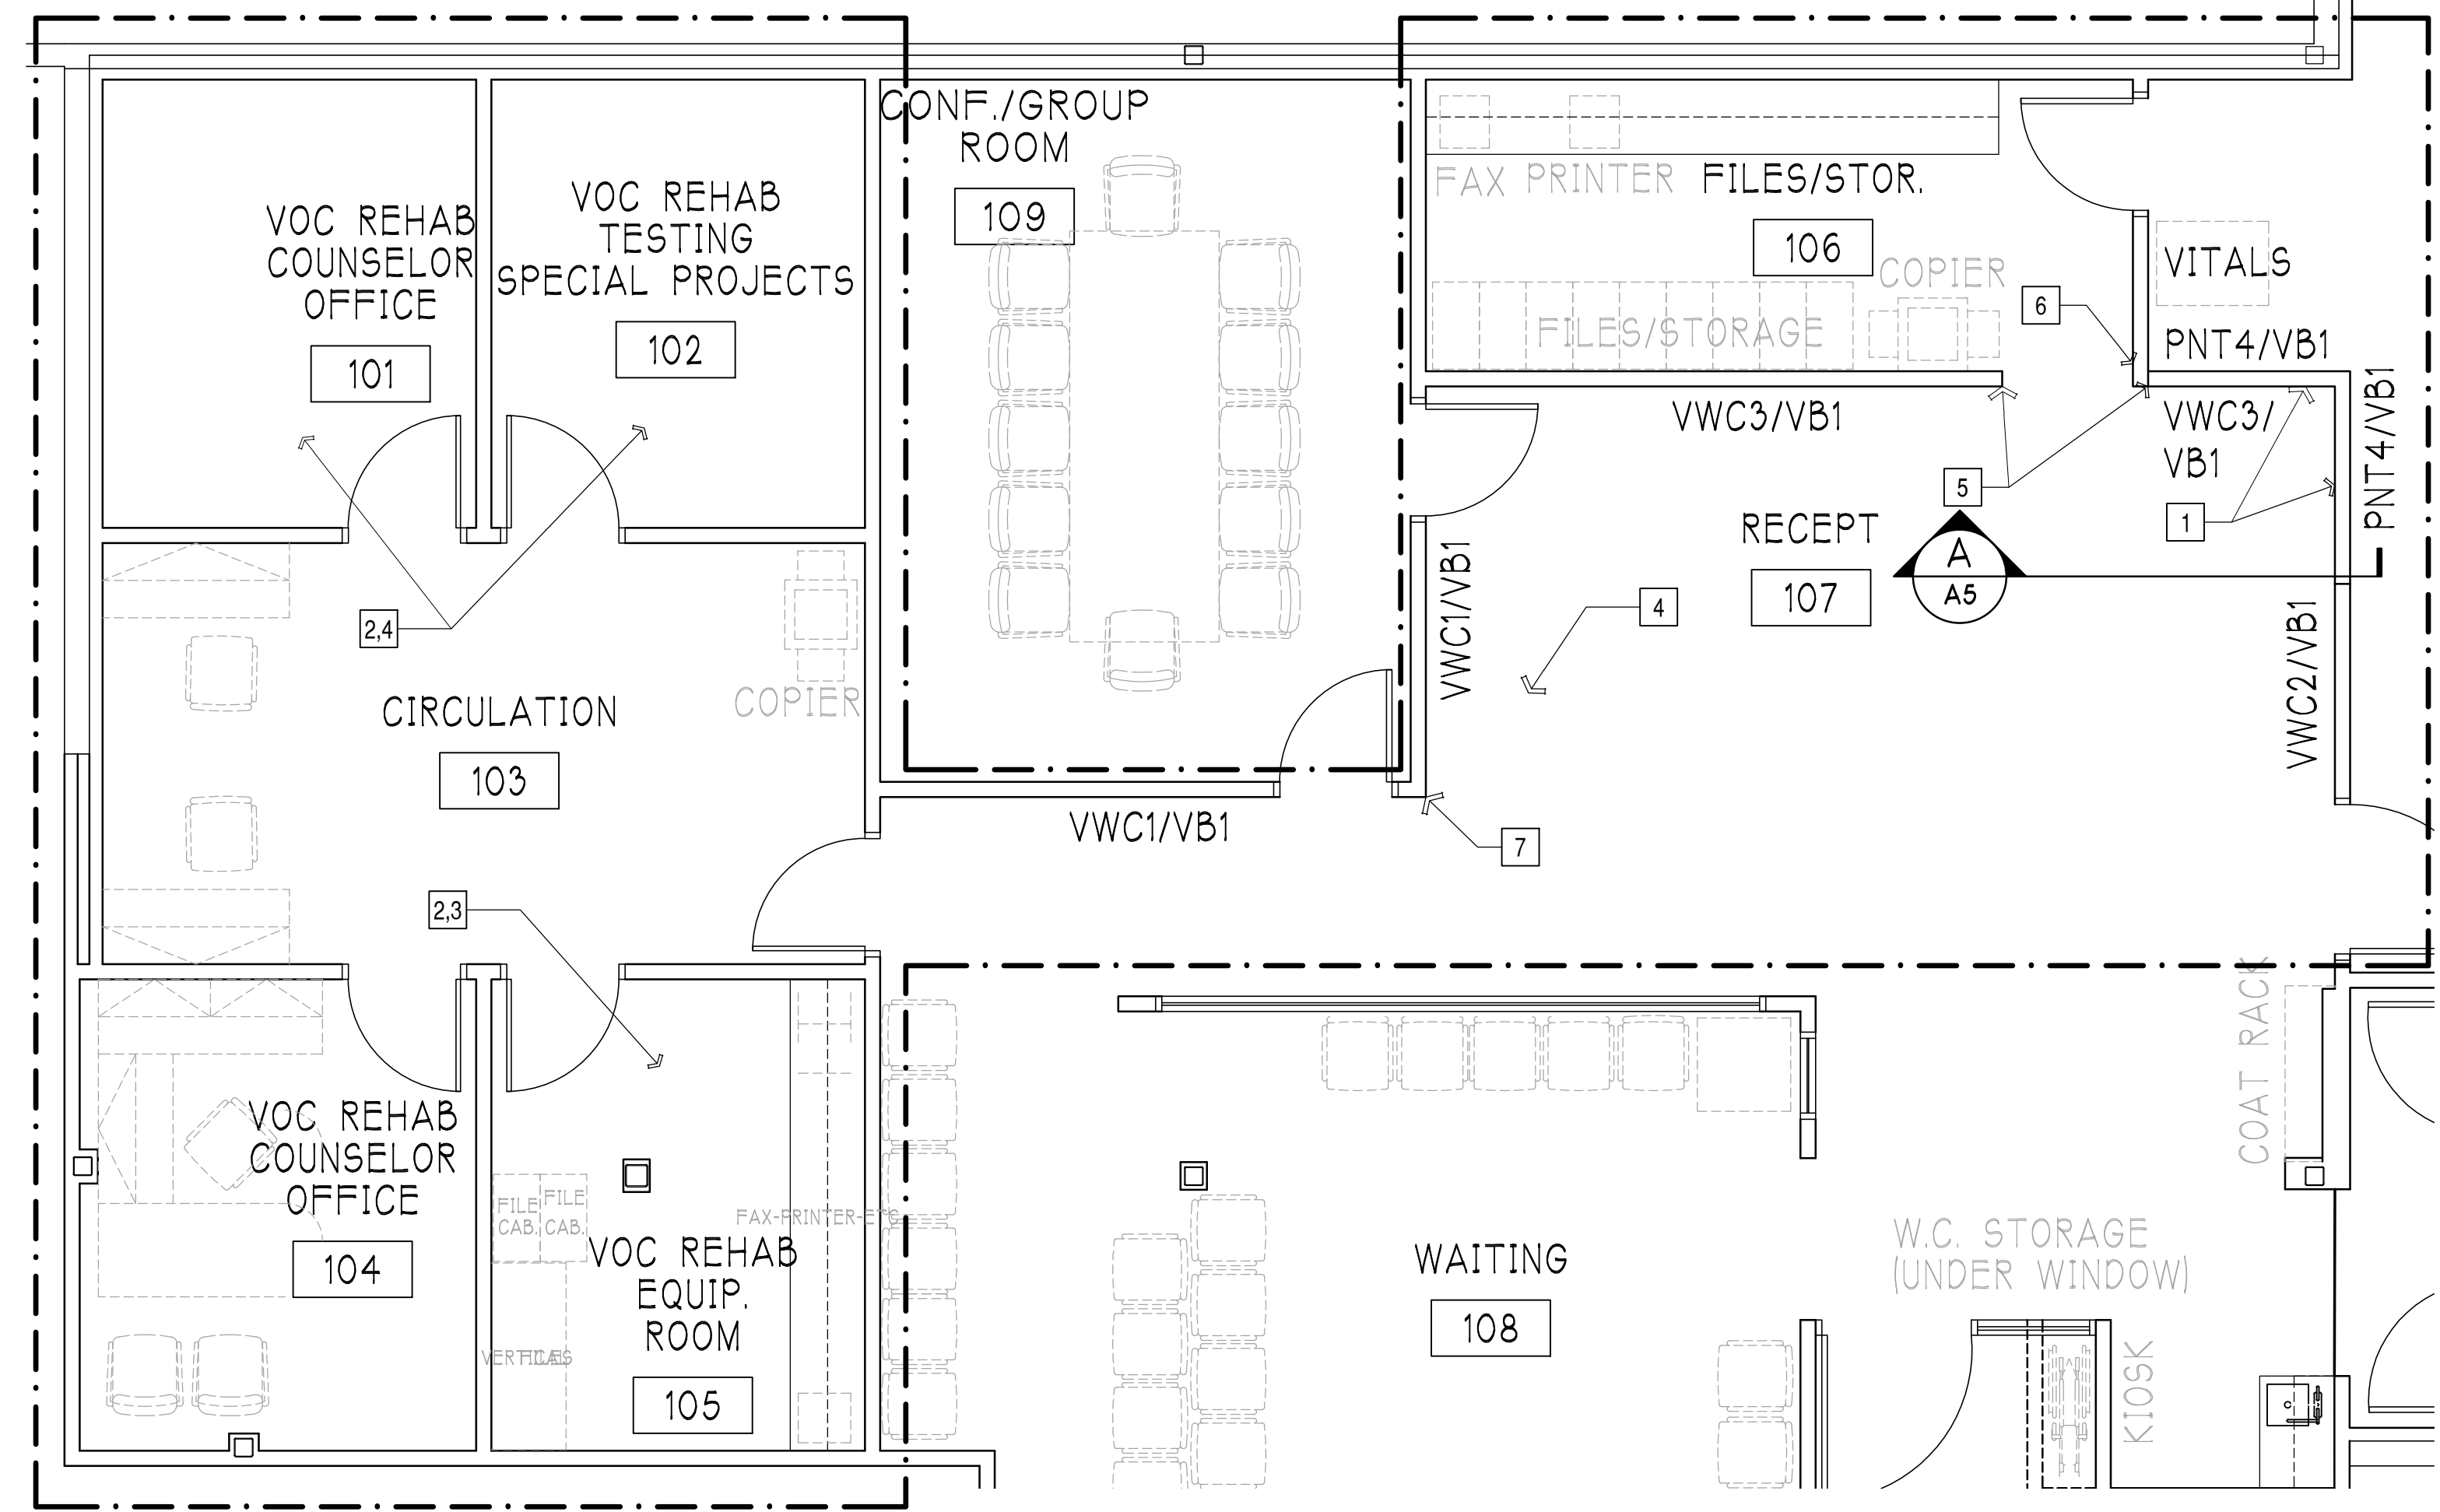 CONF./GROUP
ROOM
109
VOC REHAB
COUNSELOR
OFFICE
101
VOC REHAB
TESTING
SPECIAL PROJECTS
102
FAX PRINTER
FILES/STOR.
106
COPIER
FILES/STORAGE
6
VITALS
PNT4/VB1
PNT4/VB1
VWC3/VB1
VWC3/
VB1
5
1
RECEPT
107
A
A5
VWC1/VB1
4
VWC2/VB1
2,4
CIRCULATION
103
COPIER
VWC1/VB1
7
2,3
VOC REHAB
COUNSELOR
OFFICE
104
FILE
CAB.
FILE
CAB.
FAX-PRINTER-ETC
VOC REHAB
EQUIP.
ROOM
105
VERTICAL
FILES
WAITING
108
COAT RACK
W.C. STORAGE
(UNDER WINDOW)
KIOSK